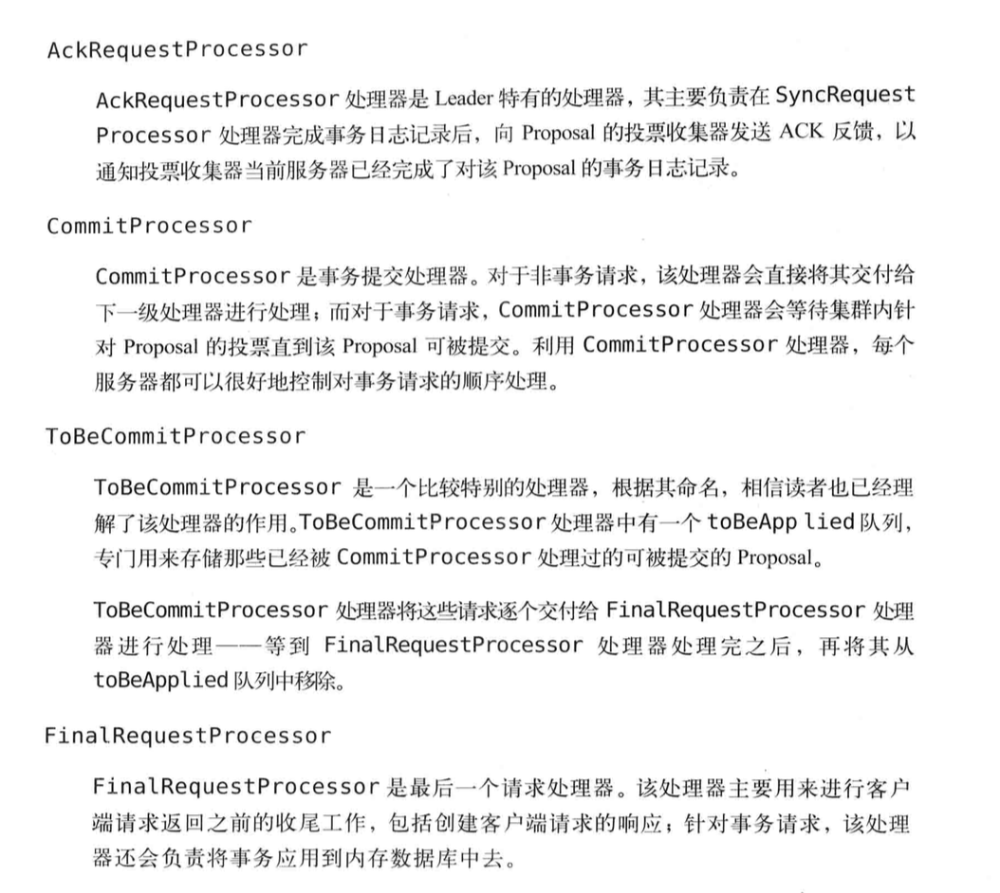 AckRequestProcessor
AckRequestProcessor 处理器是 Leader 特有的处理器，其主要负责在 SyncRequest
Processor 处理器完成事务日志记录后，向 Proposal 的投票收集器发送 ACK 反馈，以
通知投票收集器当前服务器已经完成了对该 Proposal 的事务日志记录。
CommitProcessor
CommitProcessor 是事务提交处理器。对于非事务请求，该处理器会直接将其交付给
下一级处理器进行处理；而对于事务请求，CommitProcessor 处理器会等待集群内针
对 Proposal 的投票直到该 Proposal 可被提交。利用 CommitProcessor 处理器，每个
服务器都可以很好地控制对事务请求的顺序处理。
ToBeCommitProcessor
ToBeCommitProcessor 是一个比较特别的处理器，根据其命名，相信读者也已经理
解了该处理器的作用。ToBeCommitProcessor 处理器中有一个 toBeApp lied 队列，
专门用来存储那些已经被 CommitProcessor 处理过的可被提交的 Proposal。
ToBeCommitProcessor 处理器将这些请求逐个交付给 FinalRequestProcessor 处理
器进行处理——等到 FinalRequestProcessor 处理器处理完之后，再将其从
toBeApplied 队列中移除。
FinalRequestProcessor
FinalRequestProcessor 是最后一个请求处理器。该处理器主要用来进行客户
端请求返回之前的收尾工作，包括创建客户端请求的响应；针对事务请求，该处理
器还会负责将事务应用到内存数据库中去。